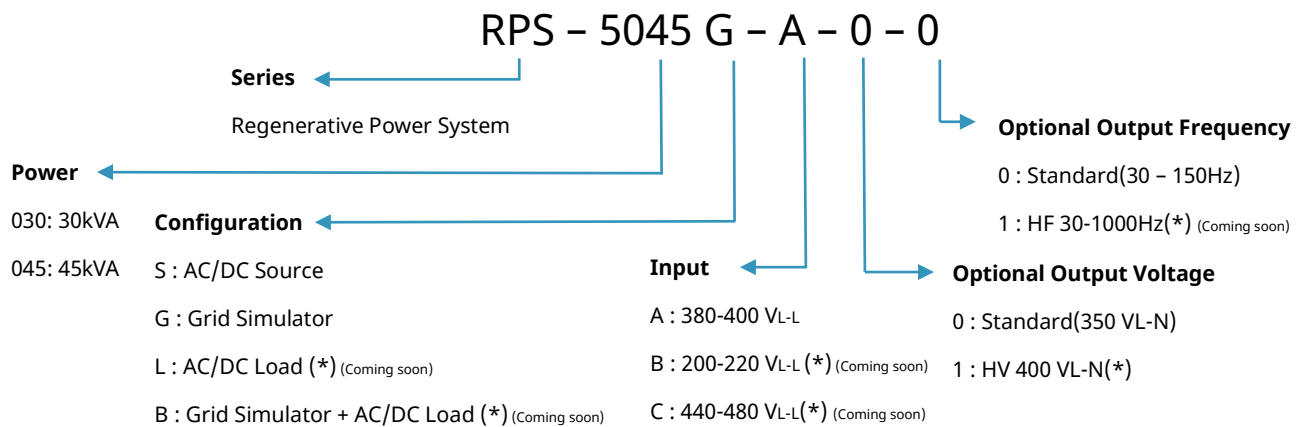 RPS – 5045 G – A – 0 – 0
Series
Regenerative Power System
Power
030: 30kVA
045: 45kVA
Configuration
S : AC/DC Source
G : Grid Simulator
L : AC/DC Load (*) (Coming soon)
B : Grid Simulator + AC/DC Load (*) (Coming soon)
Input
A : 380-400 VL-L
B : 200-220 VL-L (*) (Coming soon)
C : 440-480 VL-L(*) (Coming soon)
Optional Output Voltage
0 : Standard(350 VL-N)
1 : HV 400 VL-N(*)
Optional Output Frequency
0 : Standard(30 – 150Hz)
1 : HF 30-1000Hz(*) (Coming soon)